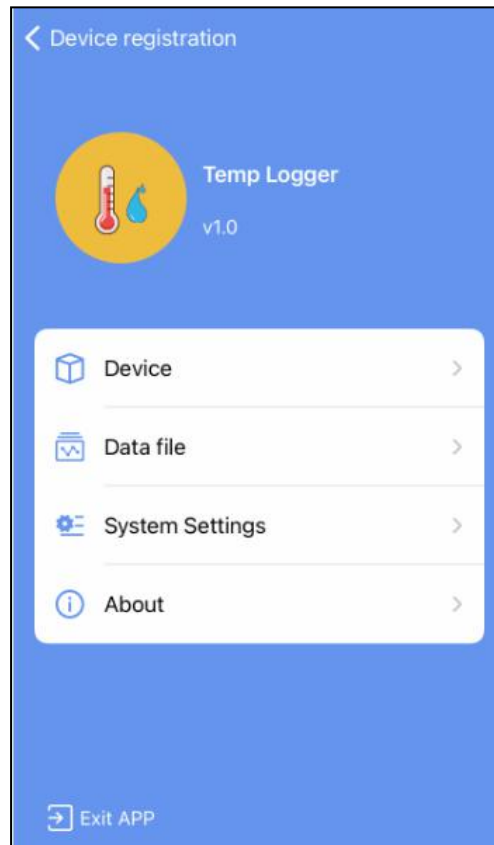 Device registration
Temp Logger
v1.0
Device
Data file
System Settings
About
Exit APP